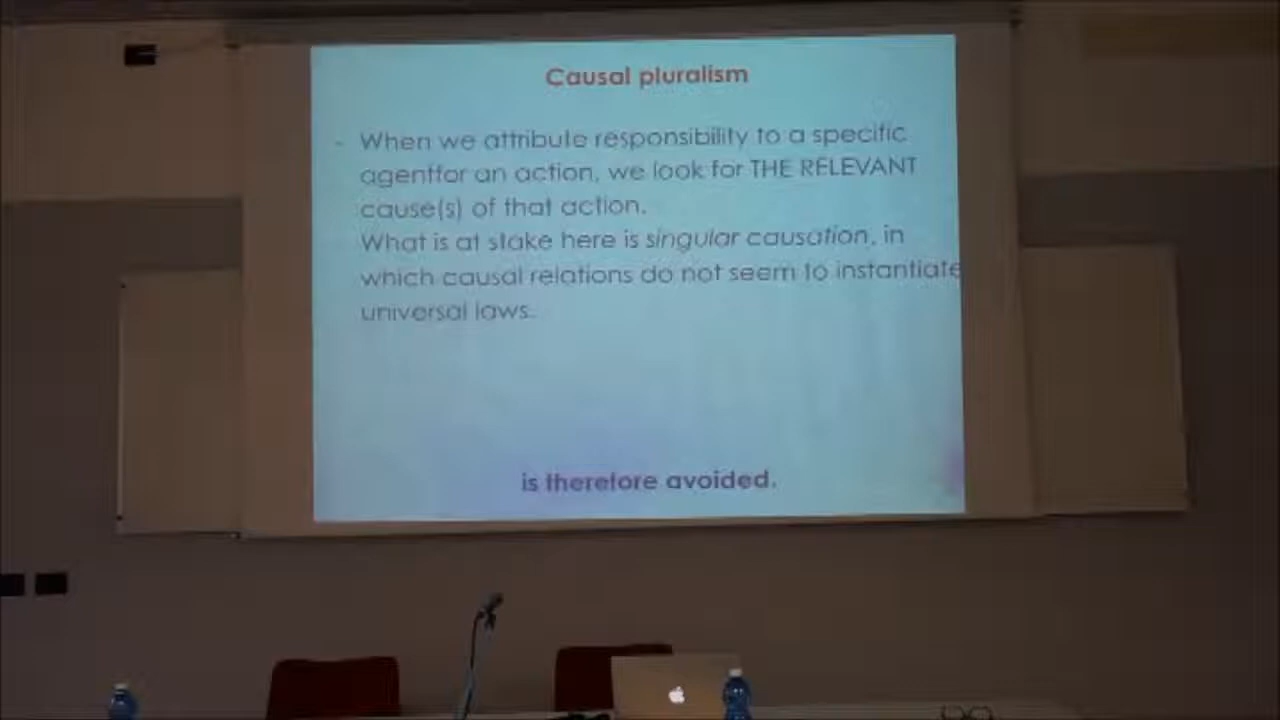 Causal pluralism
- When we attribute responsibility to a specific
agentfor an action, we look for THE RELEVANT
cause(s) of that action.
What is at stake here is singular causation, in
which causal relations do not seem to instantiate
universal laws.
is therefore avoided.